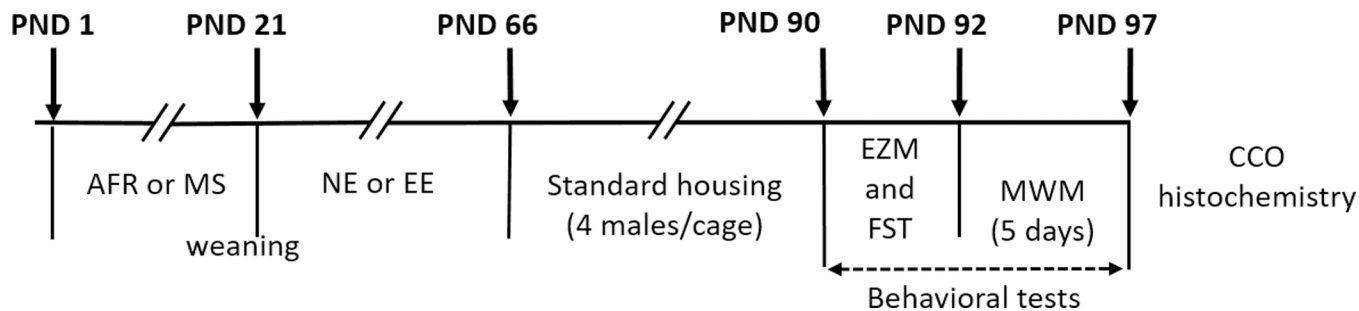 PND 1 PND 21 PND 66 PND 90 PND 92 PND 97
AFR or MS
weaning
NE or EE
Standard housing
(4 males/cage)
EZM
and
FST
MWM
(5 days)
Behavioral tests
CCO
histochemistry